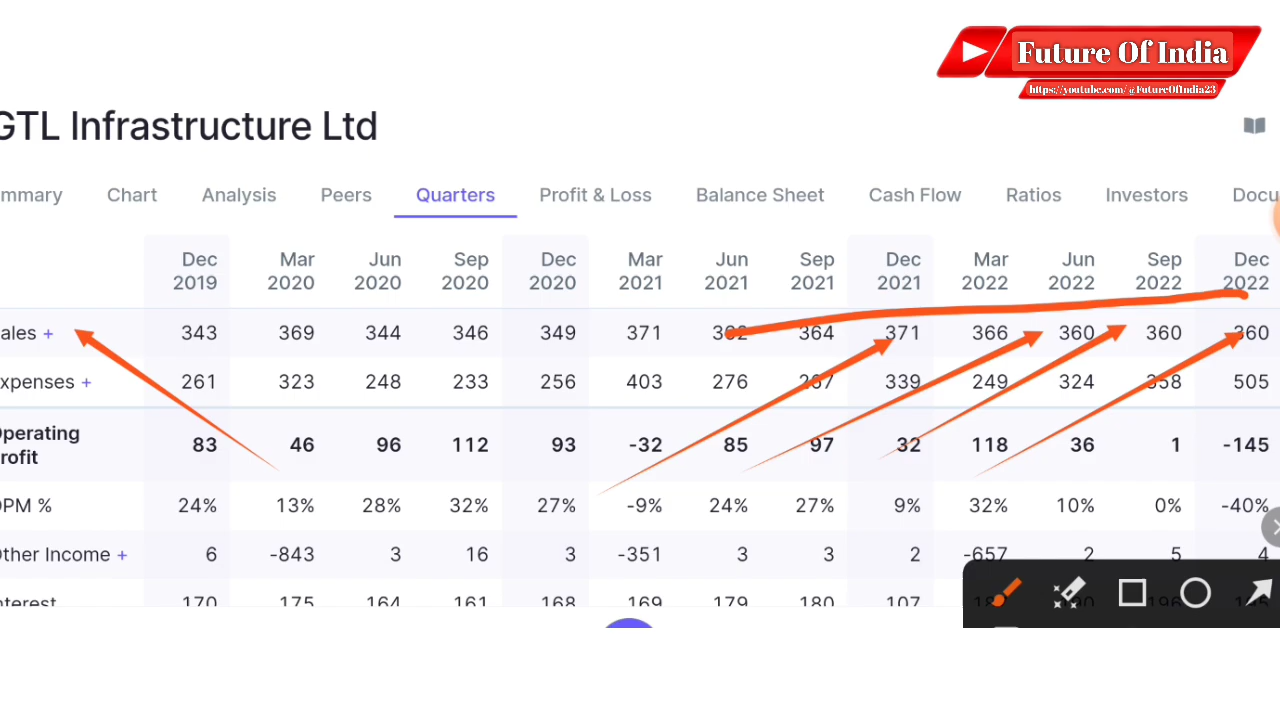 Future Of India
https://youtube.com/@FutureOfIndia23
GTL Infrastructure Ltd
mmary Chart Analysis Peers Quarters Profit & Loss Balance Sheet Cash Flow Ratios Investors Docu
Dec Mar Jun Sep Dec Mar Jun Sep Dec Mar Jun Sep Dec
2019 2020 2020 2020 2020 2021 2021 2021 2021 2022 2022 2022 2022
ales + 343 369 344 346 349 371 364 371 366 360 360 360
xpenses + 261 323 248 233 256 403 276 267 339 249 324 358 505
Operating
rofit 83 46 96 112 93 -32 85 97 32 118 36 1 -145
OPM % 24% 13% 28% 32% 27% -9% 24% 27% 9% 32% 10% 0% -40%
Other Income + 6 -843 3 16 3 -351 3 3 2 -657 2 5 4
nterest 170 175 164 161 168 169 179 180 107